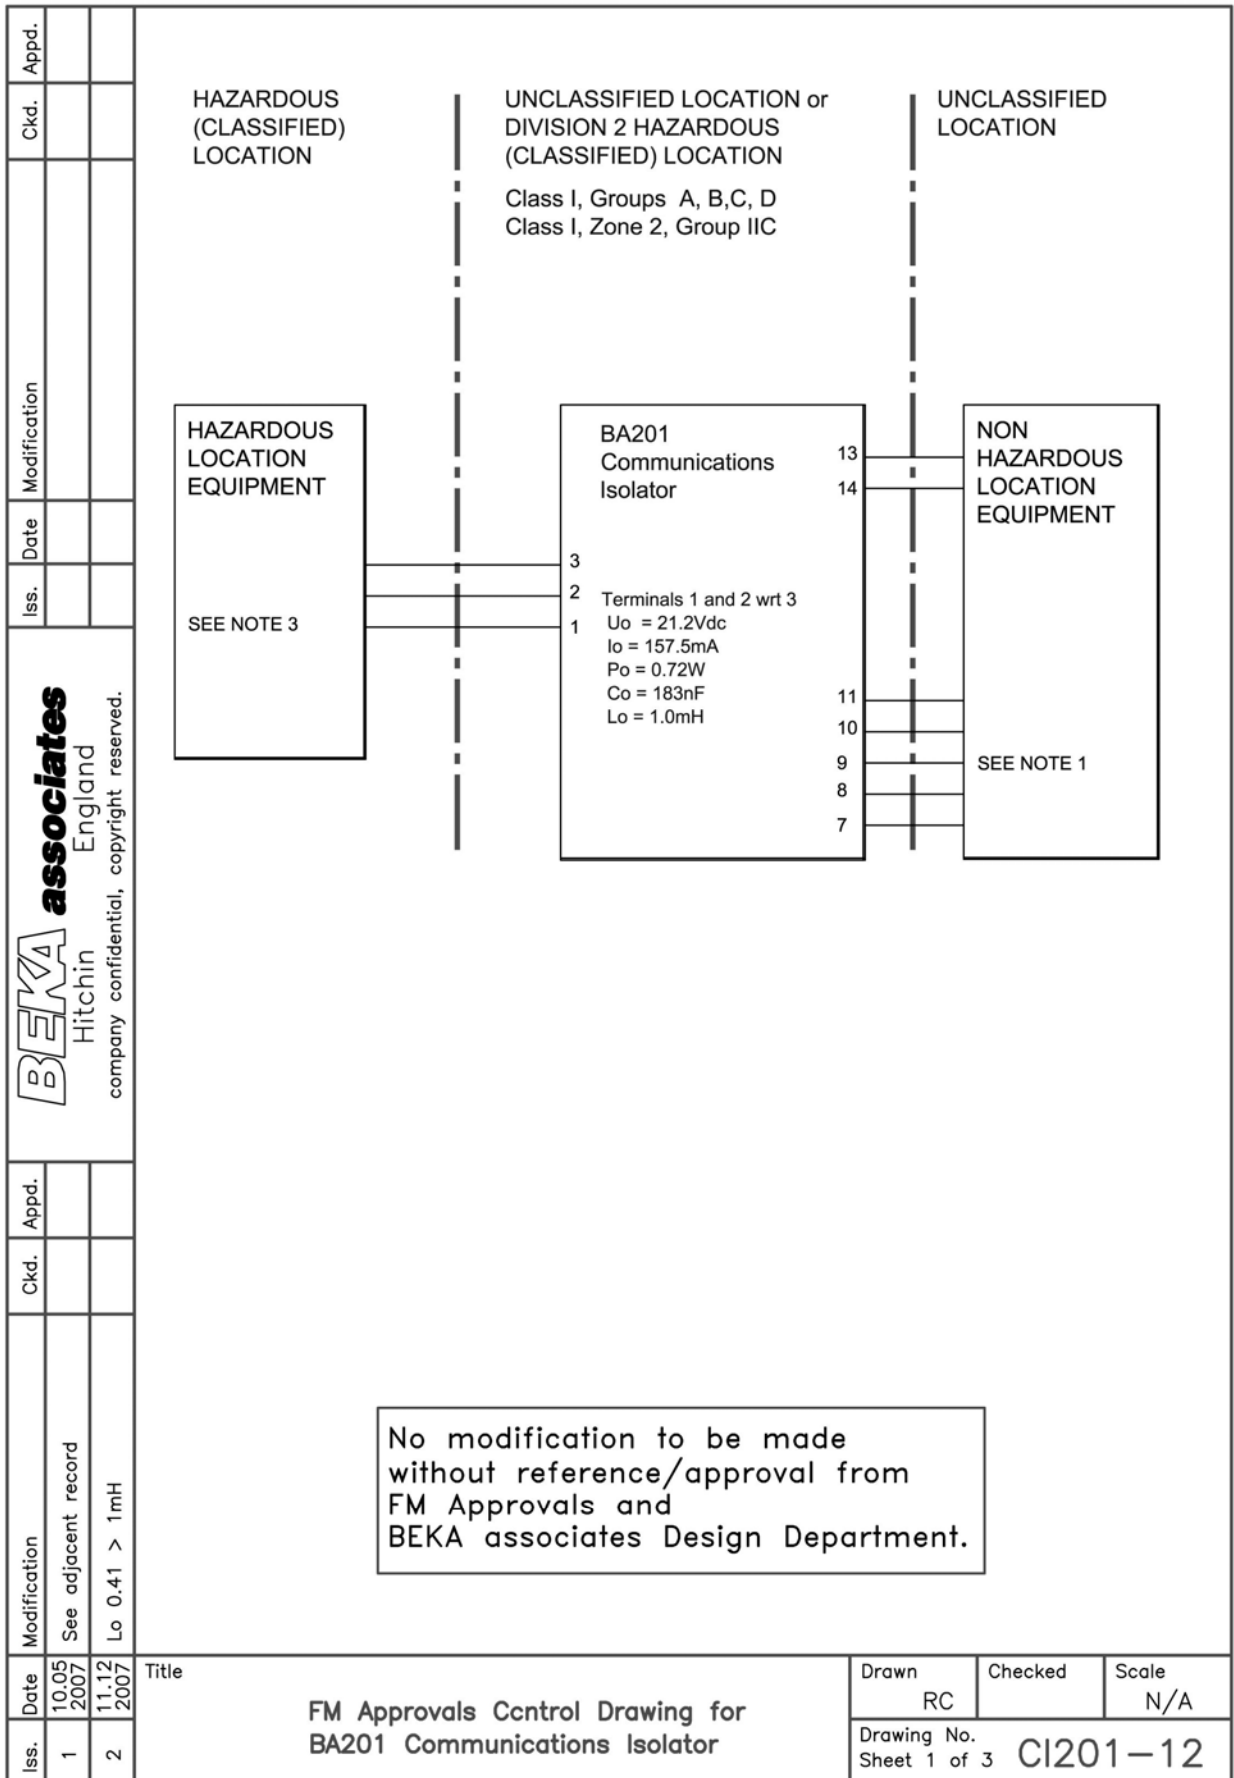 HAZARDOUS
(CLASSIFIED)
LOCATION
UNCLASSIFIED LOCATION or
DIVISION 2 HAZARDOUS
(CLASSIFIED) LOCATION
Class I, Groups A, B,C, D
Class I, Zone 2, Group IIC
UNCLASSIFIED
LOCATION
HAZARDOUS
LOCATION
EQUIPMENT
SEE NOTE 3
3
2
1
BA201
Communications
Isolator
Terminals 1 and 2 wrt 3
Uo = 21.2Vdc
Io = 157.5mA
Po = 0.72W
Co = 183nF
Lo = 1.0mH
13
14
11
10
9
8
7
NON
HAZARDOUS
LOCATION
EQUIPMENT
SEE NOTE 1
No modification to be made
without reference/approval from
FM Approvals and
BEKA associates Design Department.
Iss. Date Modification Ckd. Appd.
BEKA associates
Hitchin England
company confidential, copyright reserved.
Iss. Date Modification Ckd. Appd.
1 10.05 2007 See adjacent record
2 11.12 2007 Lo 0.41 > 1mH
Title
FM Approvals Ccntrol Drawing for
BA201 Communications Isolator
Drawn
RC
Checked
Scale
N/A
Drawing No.
Sheet 1 of 3 CI201-12